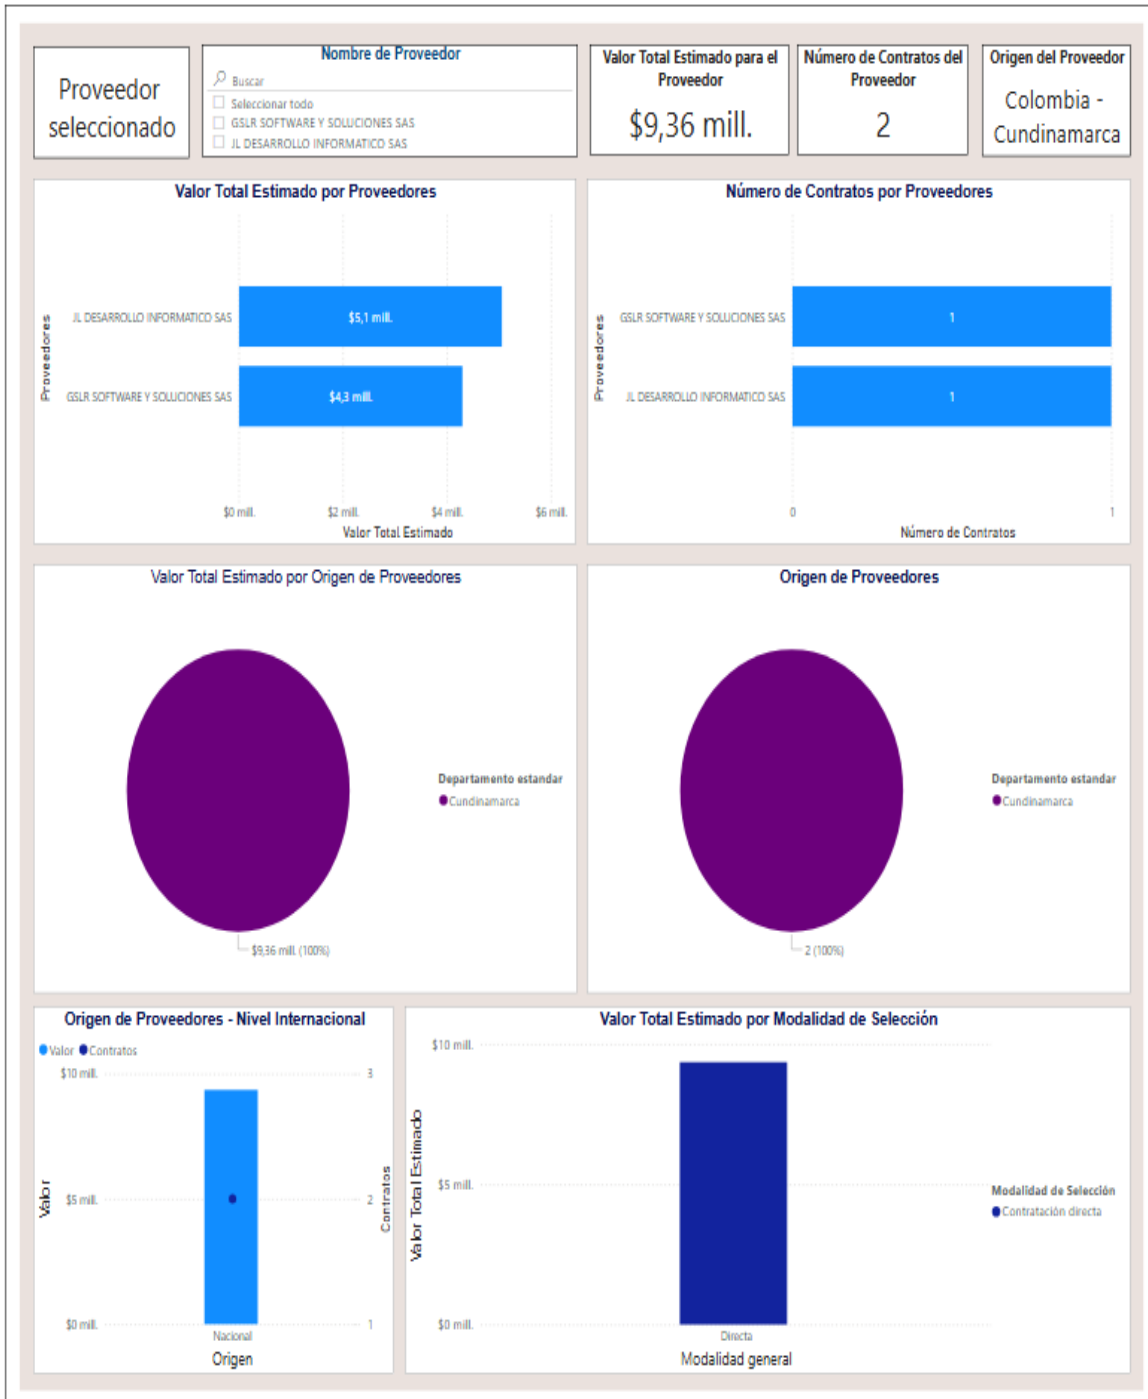 Proveedor
seleccionado
Nombre de Proveedor
Buscar
Seleccionar todo
GSLR SOFTWARE Y SOLUCIONES SAS
JL DESARROLLO INFORMATICO SAS
Valor Total Estimado para el
Proveedor
$9,36 mill.
Número de Contratos del
Proveedor
2
Origen del Proveedor
Colombia -
Cundinamarca
Valor Total Estimado por Proveedores
Proveedores
JL DESARROLLO INFORMATICO SAS
$5,1 mill.
GSLR SOFTWARE Y SOLUCIONES SAS
$4,3 mill.
$0 mill.
$2 mill.
$4 mill.
$6 mill.
Valor Total Estimado
Número de Contratos por Proveedores
Proveedores
GSLR SOFTWARE Y SOLUCIONES SAS
1
JL DESARROLLO INFORMATICO SAS
1
0
1
Número de Contratos
Valor Total Estimado por Origen de Proveedores
Departamento estandar
Cundinamarca
$9,36 mill. (100%)
Origen de Proveedores
Departamento estandar
Cundinamarca
2 (100%)
Origen de Proveedores - Nivel Internacional
Valor Contratos
$10 mill.
3
Valor
$5 mill.
2
Contratos
$0 mill.
1
Nacional
Origen
Valor Total Estimado por Modalidad de Selección
$10 mill.
Valor Total Estimado
$5 mill.
$0 mill.
Modalidad de Selección
Contratación directa
Directa
Modalidad general